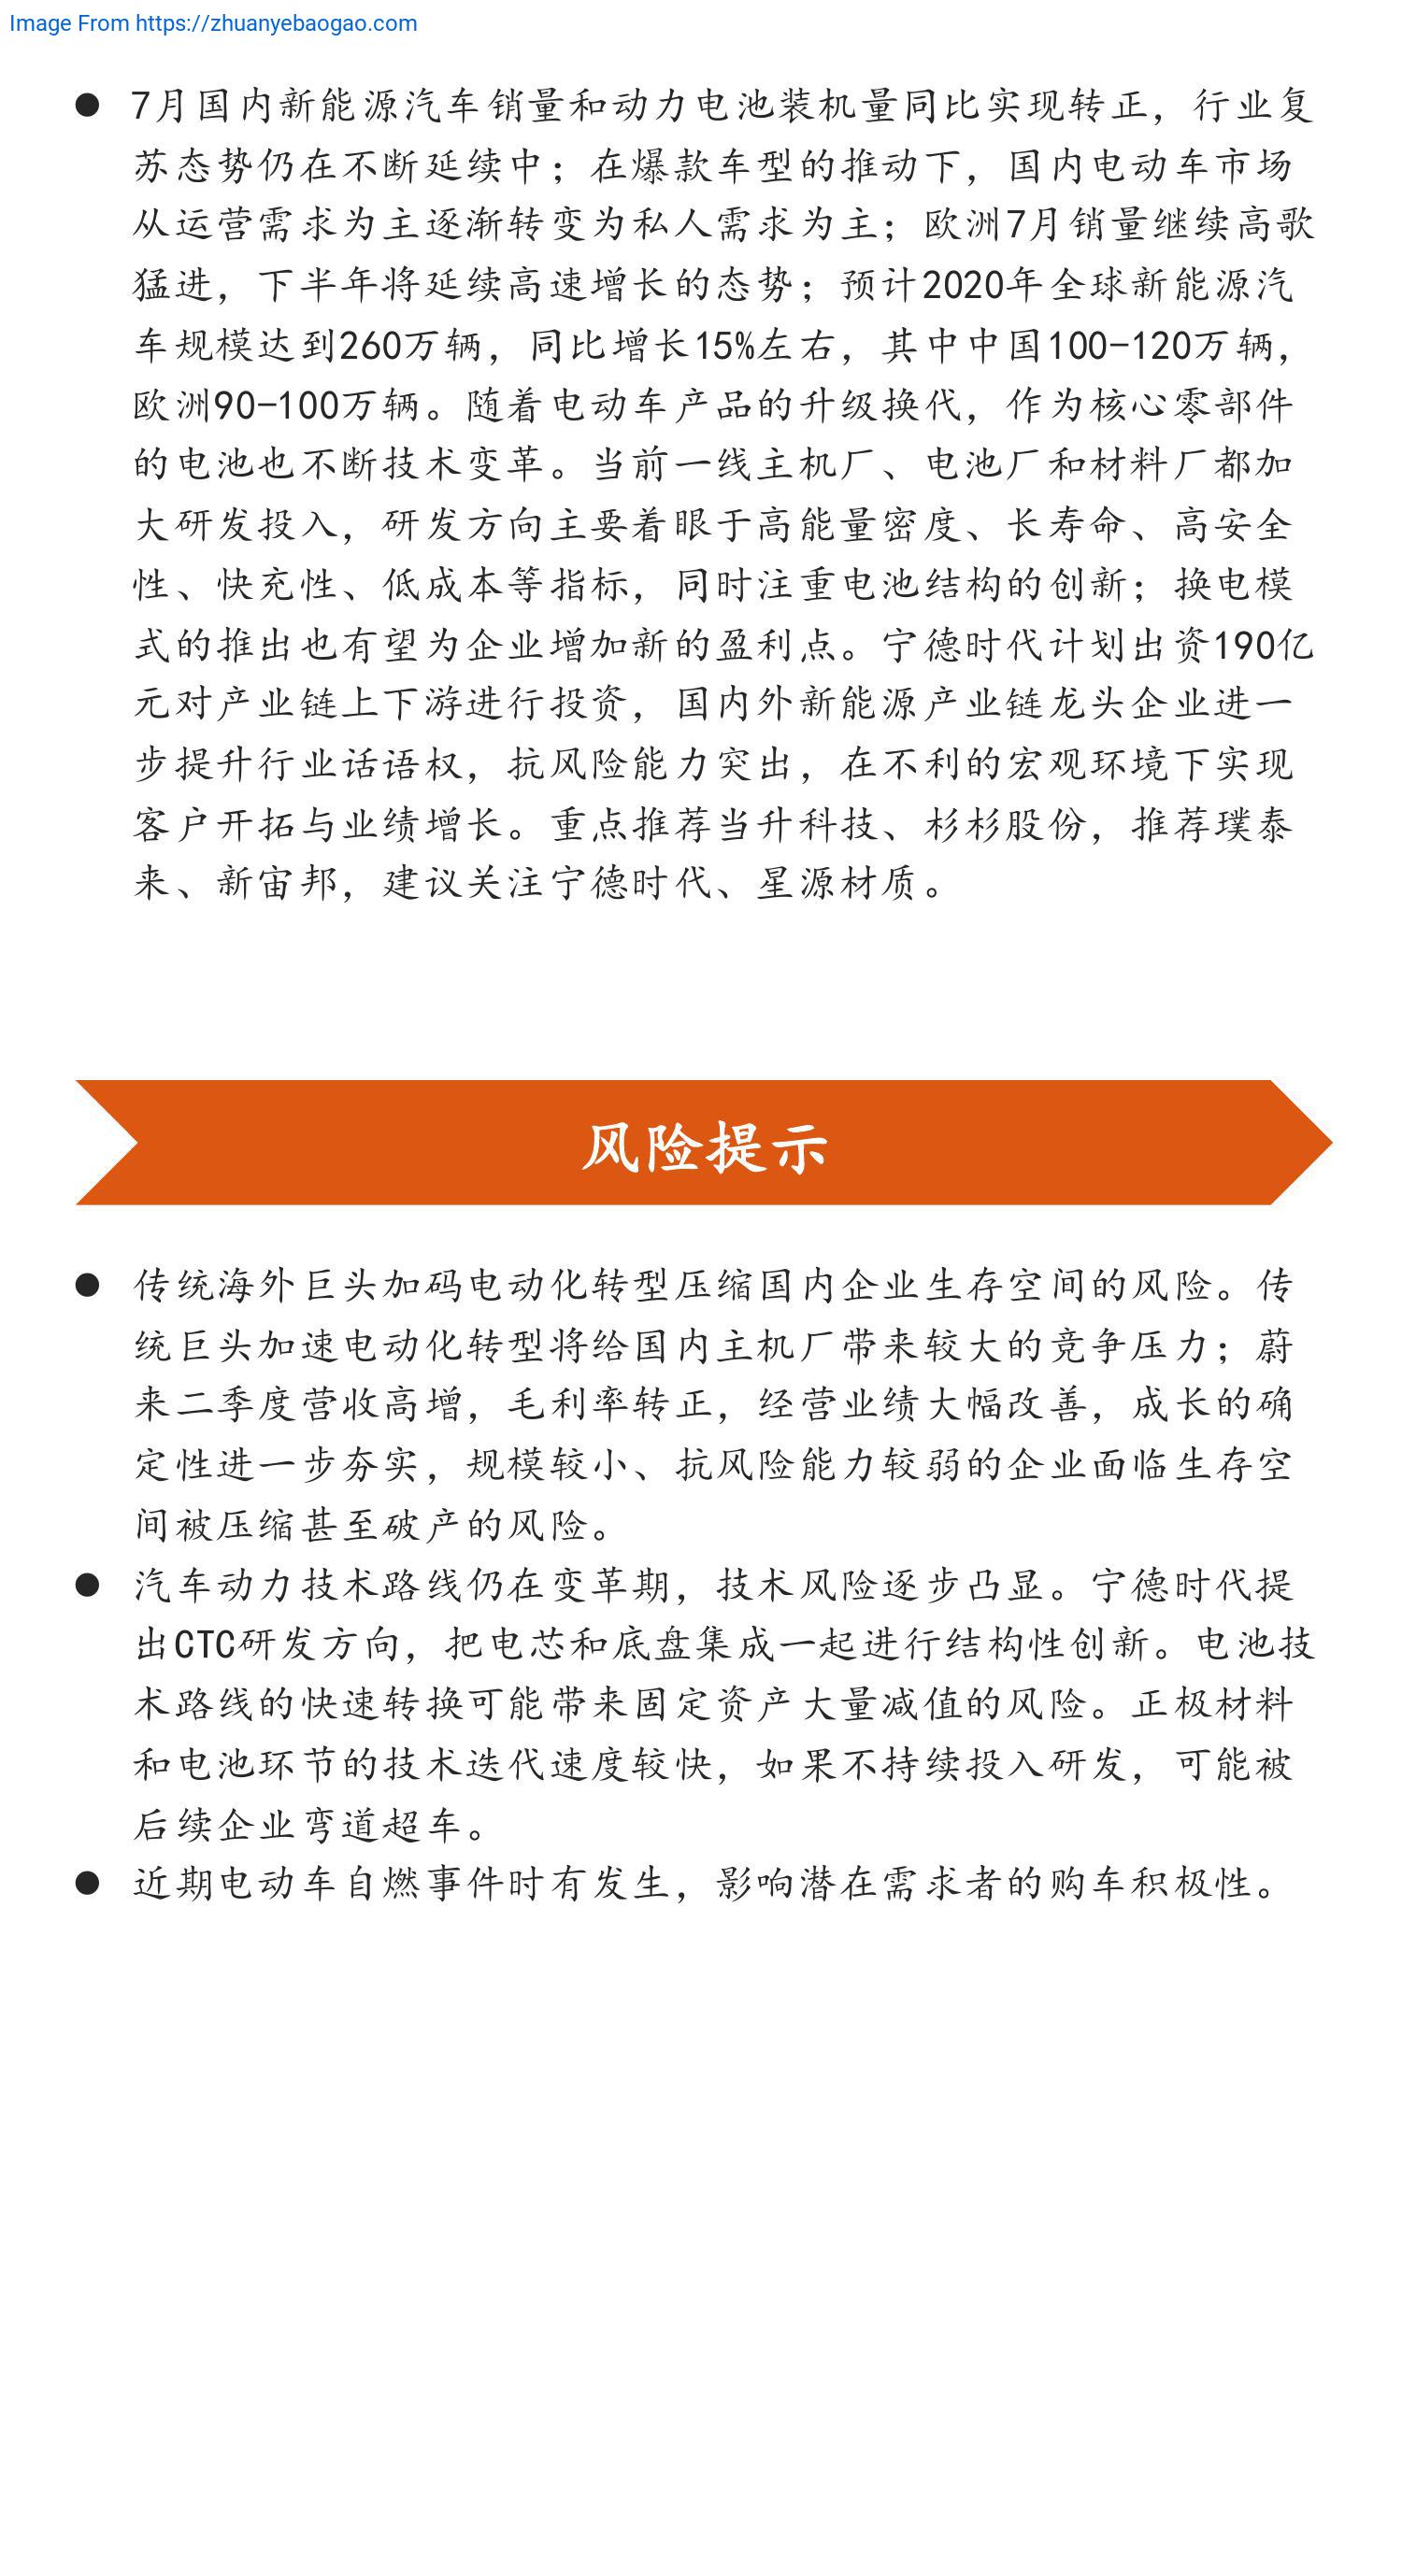 Image From https://zhuanyebaogao.com
● 7月国内新能源汽车销量和动力电池装机量同比实现转正，行业复
苏态势仍在不断延续中；在爆款车型的推动下，国内电动车市场
从运营需求为主逐渐转变为私人需求为主；欧洲7月销量继续高歌
猛进，下半年将延续高速增长的态势；预计2020年全球新能源汽
车规模达到260万辆，同比增长15%左右，其中中国100-120万辆，
欧洲90-100万辆。随着电动车产品的升级换代，作为核心零部件
的电池也不断技术变革。当前一线主机厂、电池厂和材料厂都加
大研发投入，研发方向主要着眼于高能量密度、长寿命、高安全
性、快充性、低成本等指标，同时注重电池结构的创新；换电模
式的推出也有望为企业增加新的盈利点。宁德时代计划出资190亿
元对产业链上下游进行投资，国内外新能源产业链龙头企业进一
步提升行业话语权，抗风险能力突出，在不利的宏观环境下实现
客户开拓与业绩增长。重点推荐当升科技、杉杉股份，推荐璞泰
来、新宙邦，建议关注宁德时代、星源材质。
风险提示
● 传统海外巨头加码电动化转型压缩国内企业生存空间的风险。传
统巨头加速电动化转型将给国内主机厂带来较大的竞争压力；蔚
来二季度营收高增，毛利率转正，经营业绩大幅改善，成长的确
定性进一步夯实，规模较小、抗风险能力较弱的企业面临生存空
间被压缩甚至破产的风险。
● 汽车动力技术路线仍在变革期，技术风险逐步凸显。宁德时代提
出CTC研发方向，把电芯和底盘集成一起进行结构性创新。电池技
术路线的快速转换可能带来固定资产大量减值的风险。正极材料
和电池环节的技术迭代速度较快，如果不持续投入研发，可能被
后续企业弯道超车。
● 近期电动车自燃事件时有发生，影响潜在需求者的购车积极性。